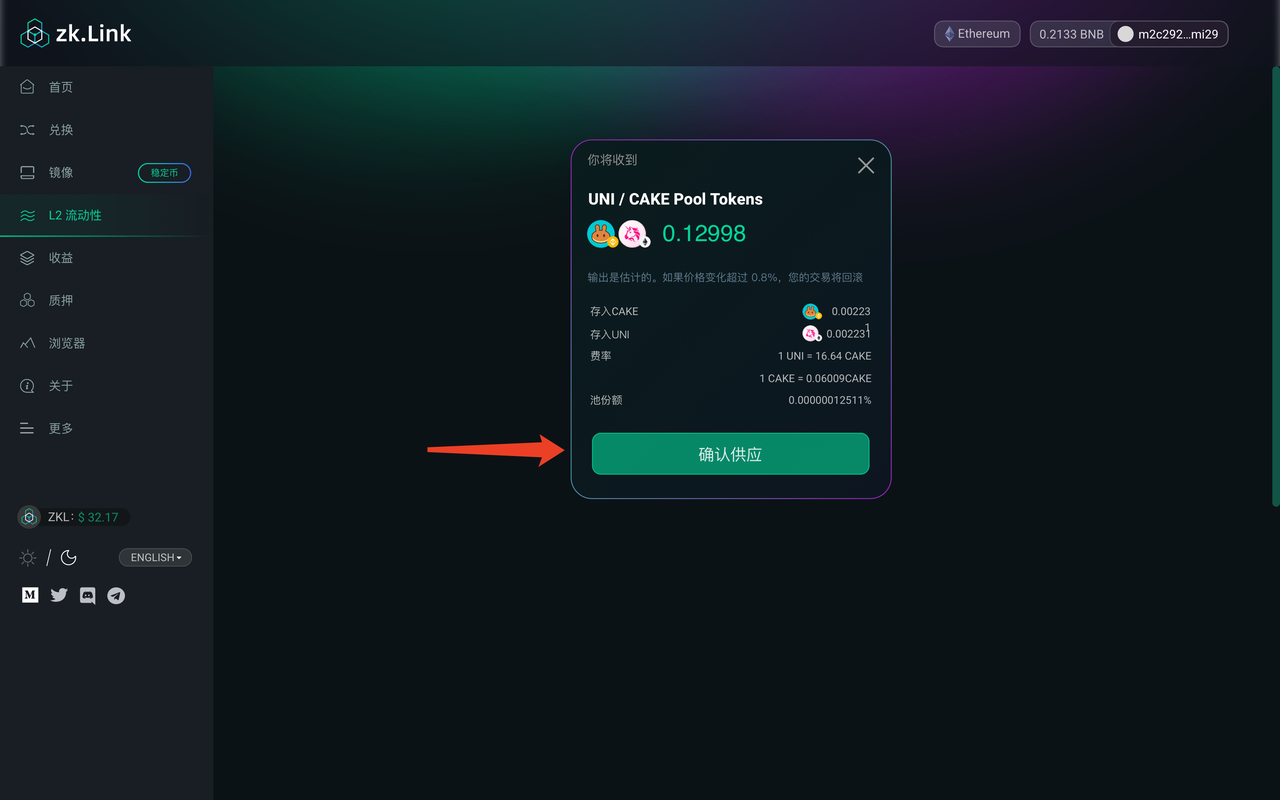 zk.Link
Ethereum
0.2133 BNB
m2c292...mi29
首页
兑换
镜像
稳定币
L2 流动性
收益
质押
浏览器
关于
更多
ZKL: $ 32.17
/
ENGLISH
M
你将收到
UNI / CAKE Pool Tokens
0.12998
输出是估计的。如果价格变化超过 0.8%，您的交易将回滚
存入CAKE 0.00223
1
存入UNI 0.002231
费率 1 UNI = 16.64 CAKE
1 CAKE = 0.06009CAKE
池份额 0.00000012511%
确认供应